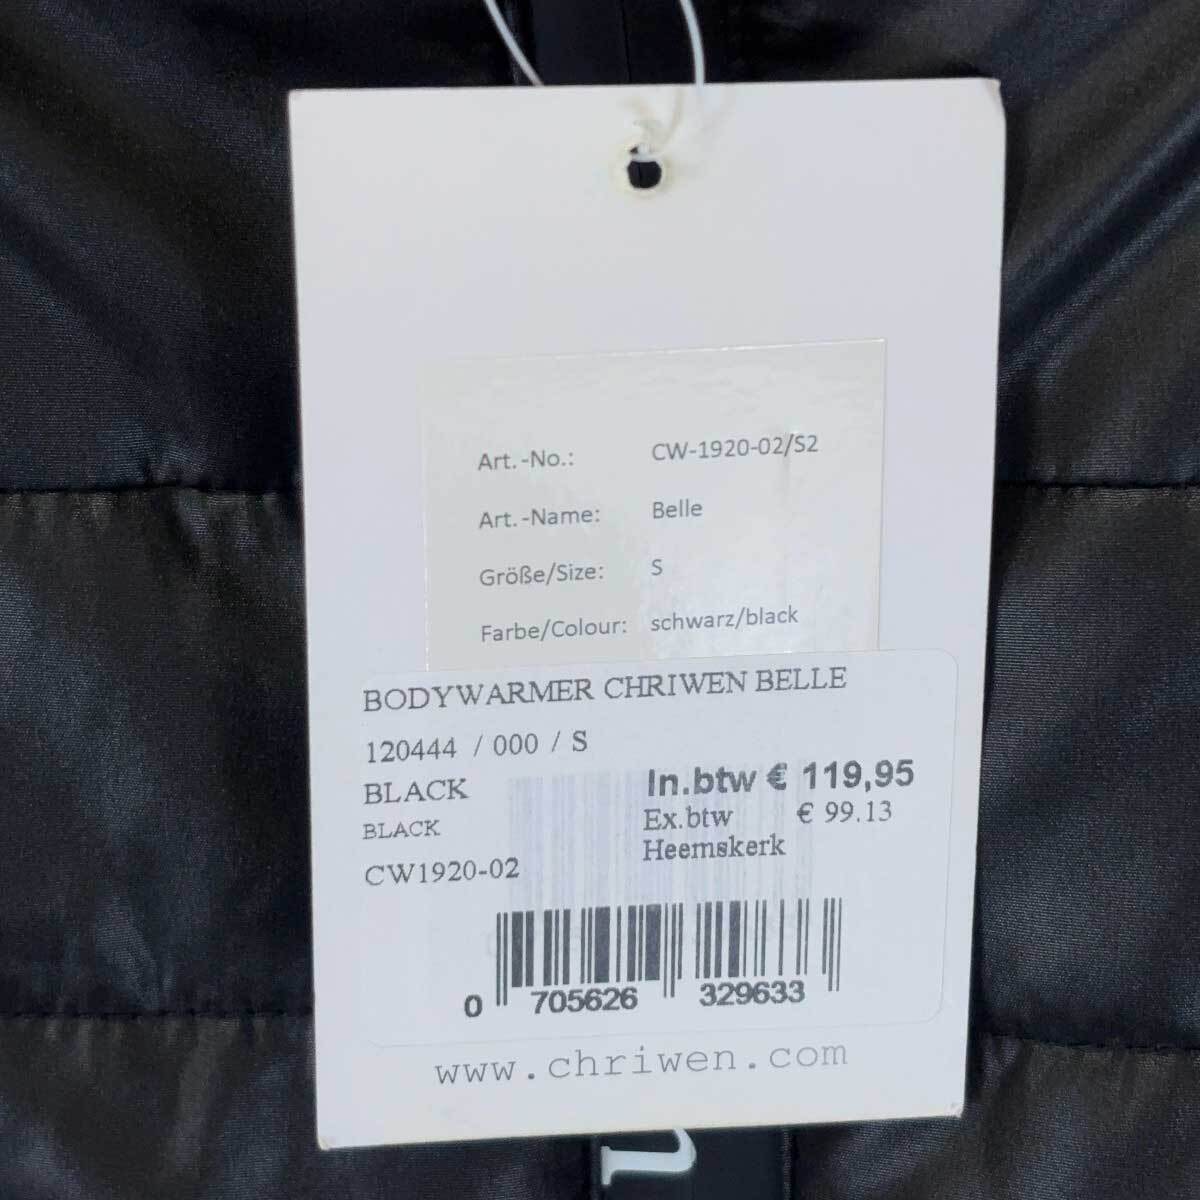 Art.-No.: CW-1920-02/S2
Art.-Name: Belle
Größe/Size: S
Farbe/Colour: schwarz/black
BODYWARMER CHRIWEN BELLE
120444 / 000 / S
BLACK
In.btw € 119,95
BLACK
Ex.btw € 99.13
Heemskerk
CW1920-02
0 705626 329633
www.chriwen.com